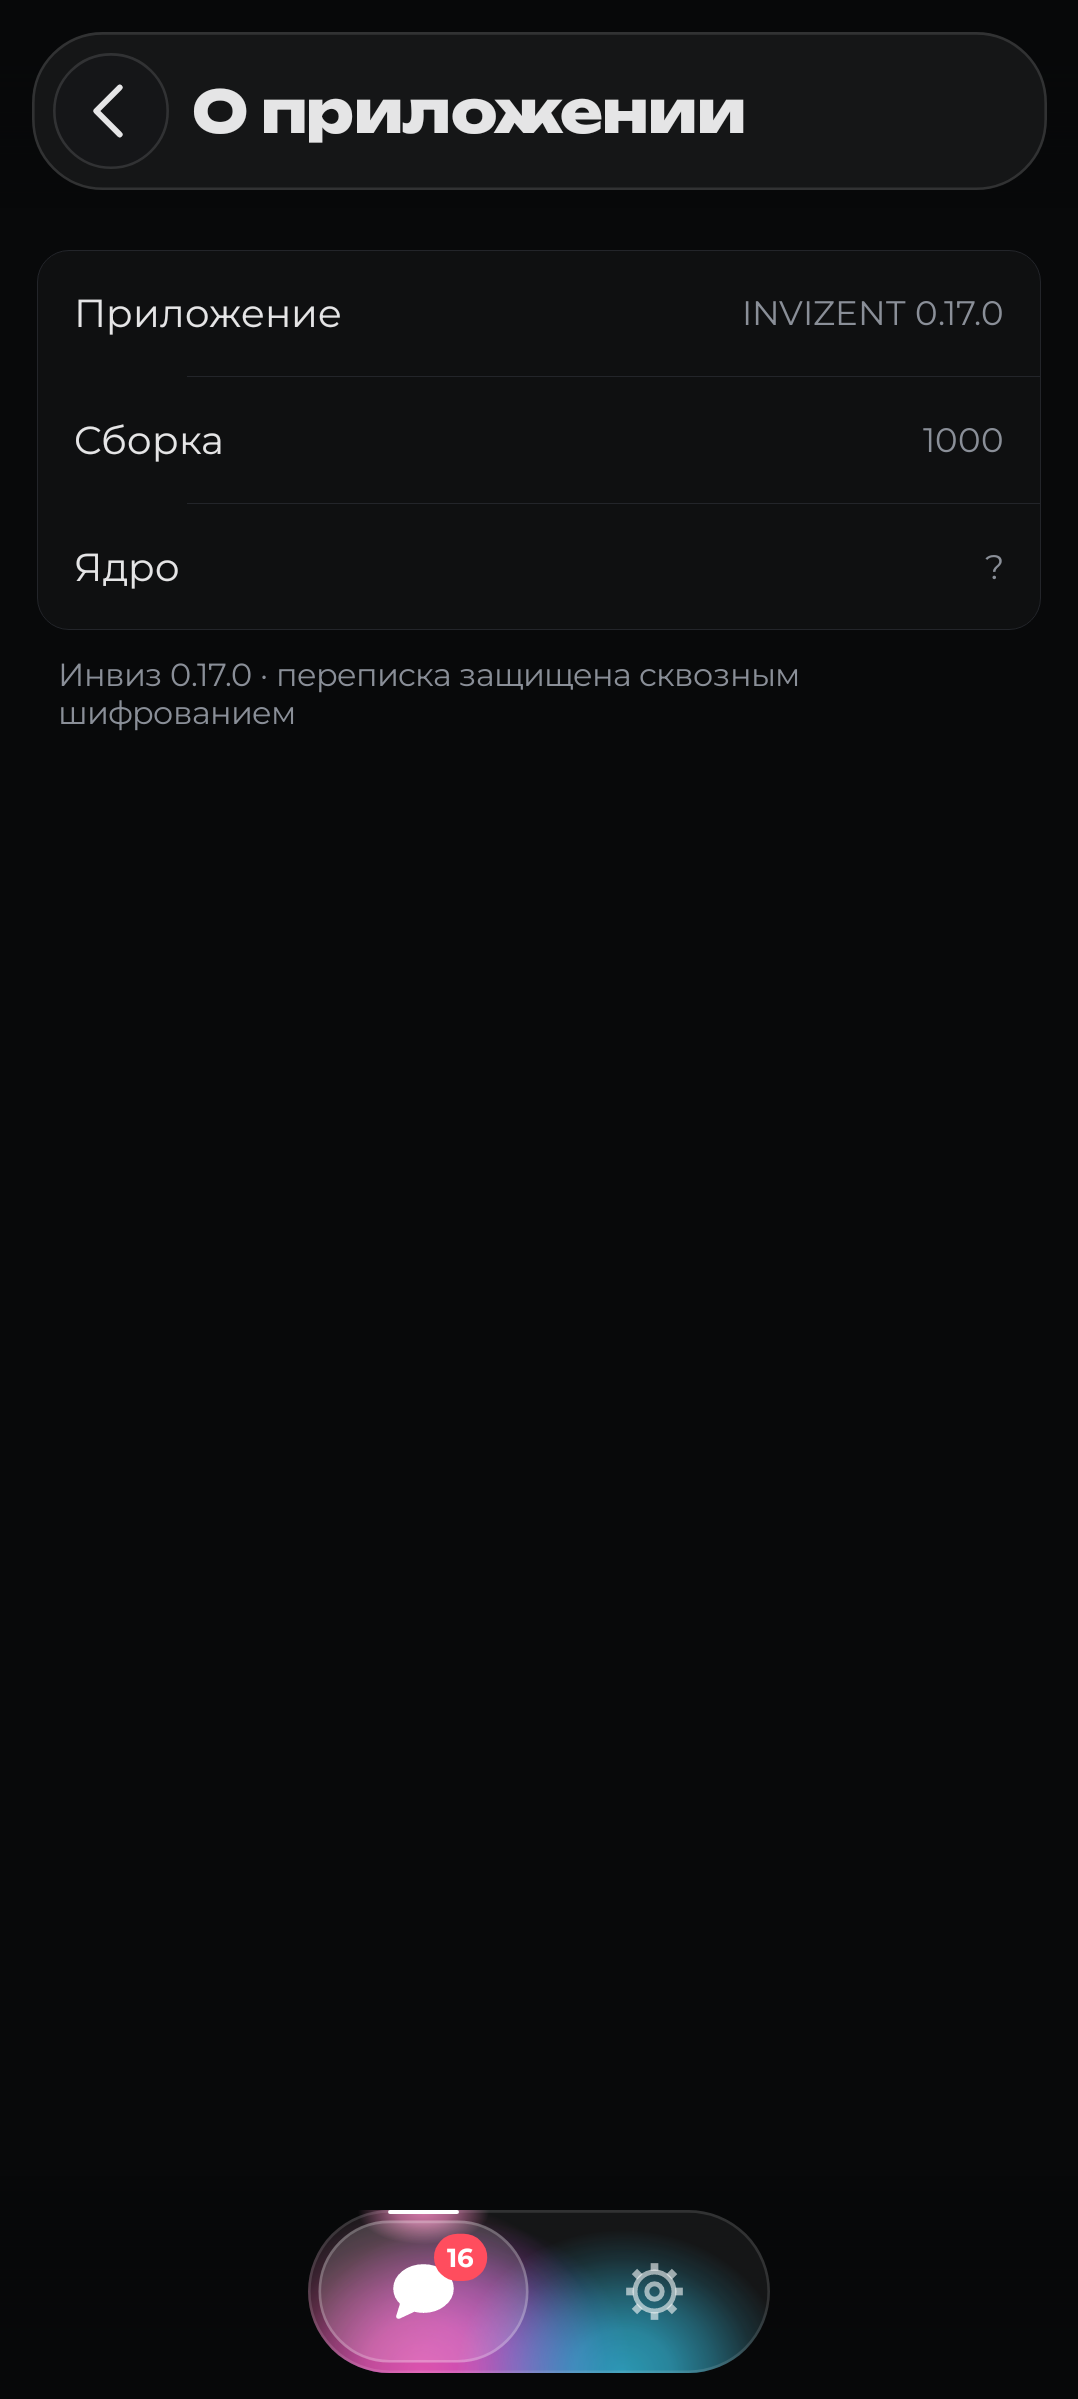 О приложении
Приложение INVIZENT 0.17.0
Сборка 1000
Ядро ?
Инвиз 0.17.0 · переписка защищена сквозным
шифрованием
16